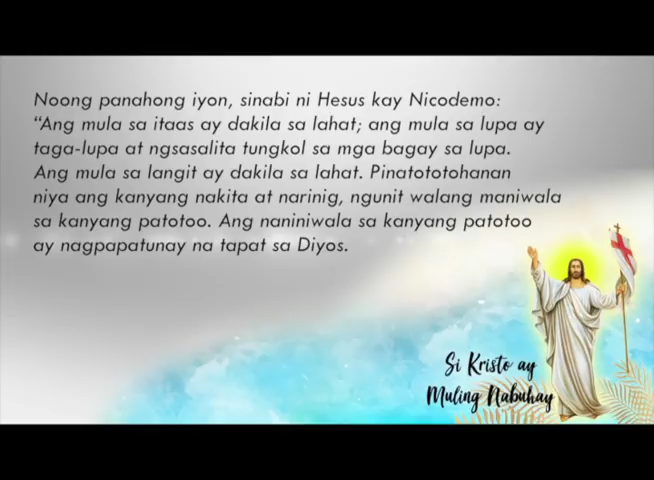 Noong panahong iyon, sinabi ni Hesus kay Nicodemo:
“Ang mula sa itaas ay dakila sa lahat; ang mula sa lupa ay
taga-lupa at ngsasalita tungkol sa mga bagay sa lupa.
Ang mula sa langit ay dakila sa lahat. Pinatototohanan
niya ang kanyang nakita at narinig, ngunit walang maniwala
sa kanyang patotoo. Ang naniniwala sa kanyang patotoo
ay nagpapatunay na tapat sa Diyos.
Si Kristo ay
Muling Nabuhay